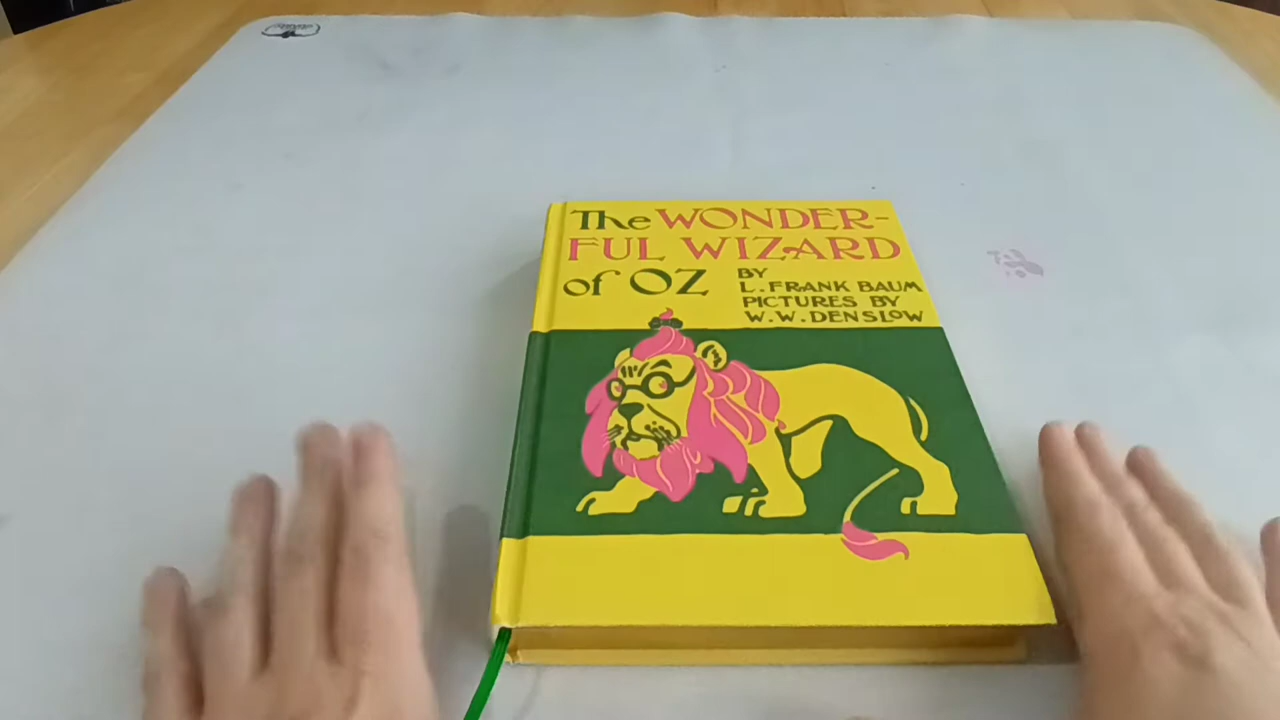 The WONDER-
FUL WIZARD
of OZ
BY
L. FRANK BAUM
PICTURES BY
W. W. DENSLOW